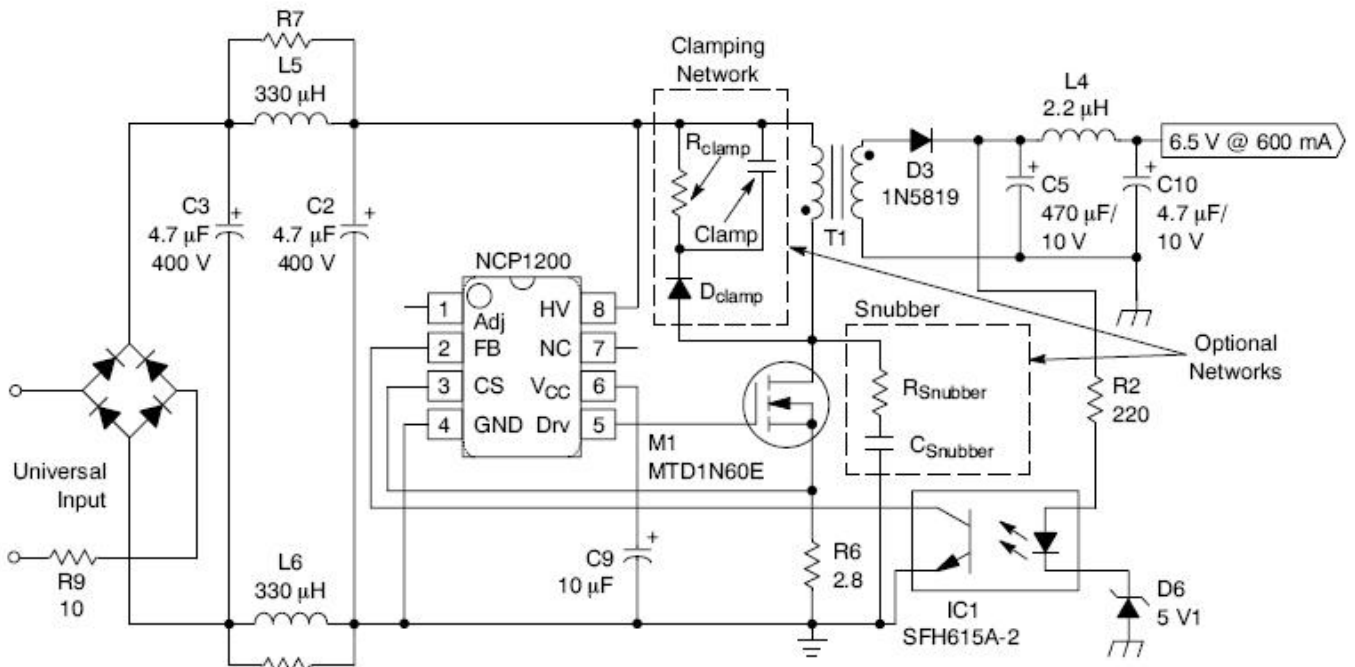 R7
L5
330 μH
Clamping
Network
L4
2.2 μH
6.5 V @ 600 mA
Rclamp
Clamp
D3
1N5819
C5
470 μF/
10 V
C10
4.7 μF/
10 V
C3
4.7 μF
400 V
+
C2
4.7 μF
400 V
+
T1
+
+
NCP1200
1
Adj
HV
8
2
FB
NC
7
3
CS
VCC
6
4
GND
Drv
5
Dclamp
Snubber
Optional
Networks
RSnubber
CSnubber
R2
220
M1
MTD1N60E
Universal
Input
R9
10
L6
330 μH
C9
10 μF
+
R6
2.8
IC1
SFH615A-2
D6
5 V1